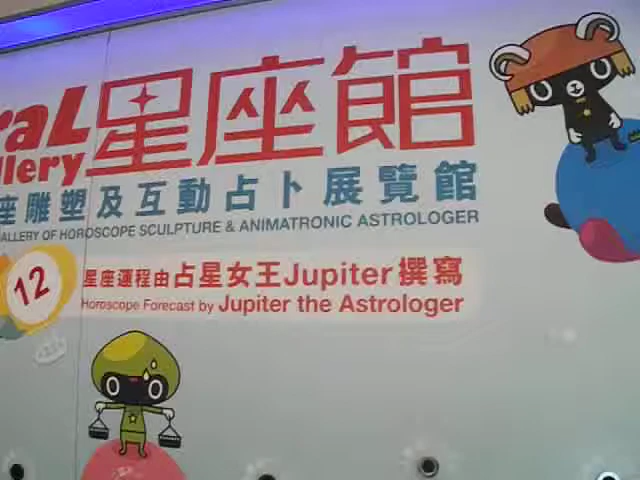 raL 星座館
llery
座雕塑及互動占卜展覽館
ALLERY OF HOROSCOPE SCULPTURE & ANIMATRONIC ASTROLOGER
12
星座運程由占星女王Jupiter撰寫
Horoscope Forecast by Jupiter the Astrologer